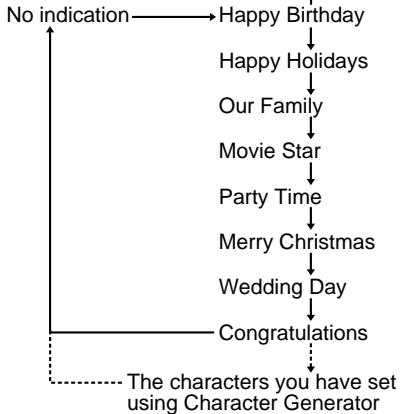 No indication
Happy Birthday
Happy Holidays
Our Family
Movie Star
Party Time
Merry Christmas
Wedding Day
Congratulations
The characters you have set
using Character Generator